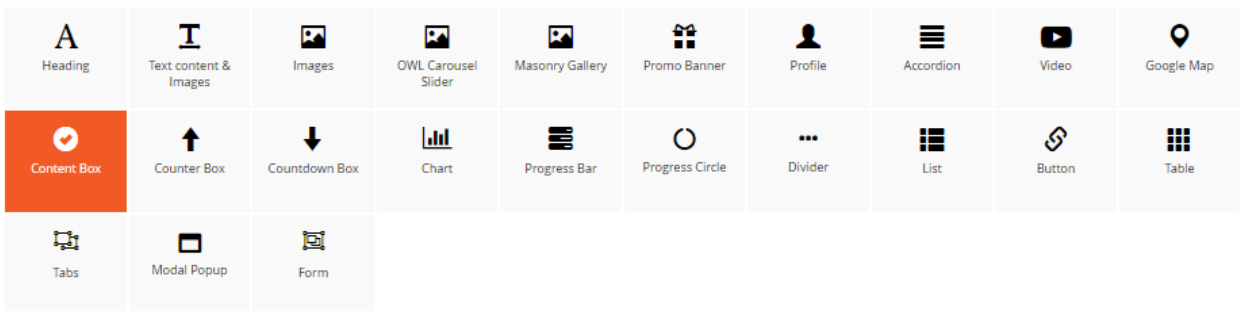 Heading
Text content &
Images
Images
OWL Carousel
Slider
Masonry Gallery
Promo Banner
Profile
Accordion
Video
Google Map
Content Box
Counter Box
Countdown Box
Chart
Progress Bar
Progress Circle
Divider
List
Button
Table
Tabs
Modal Popup
Form